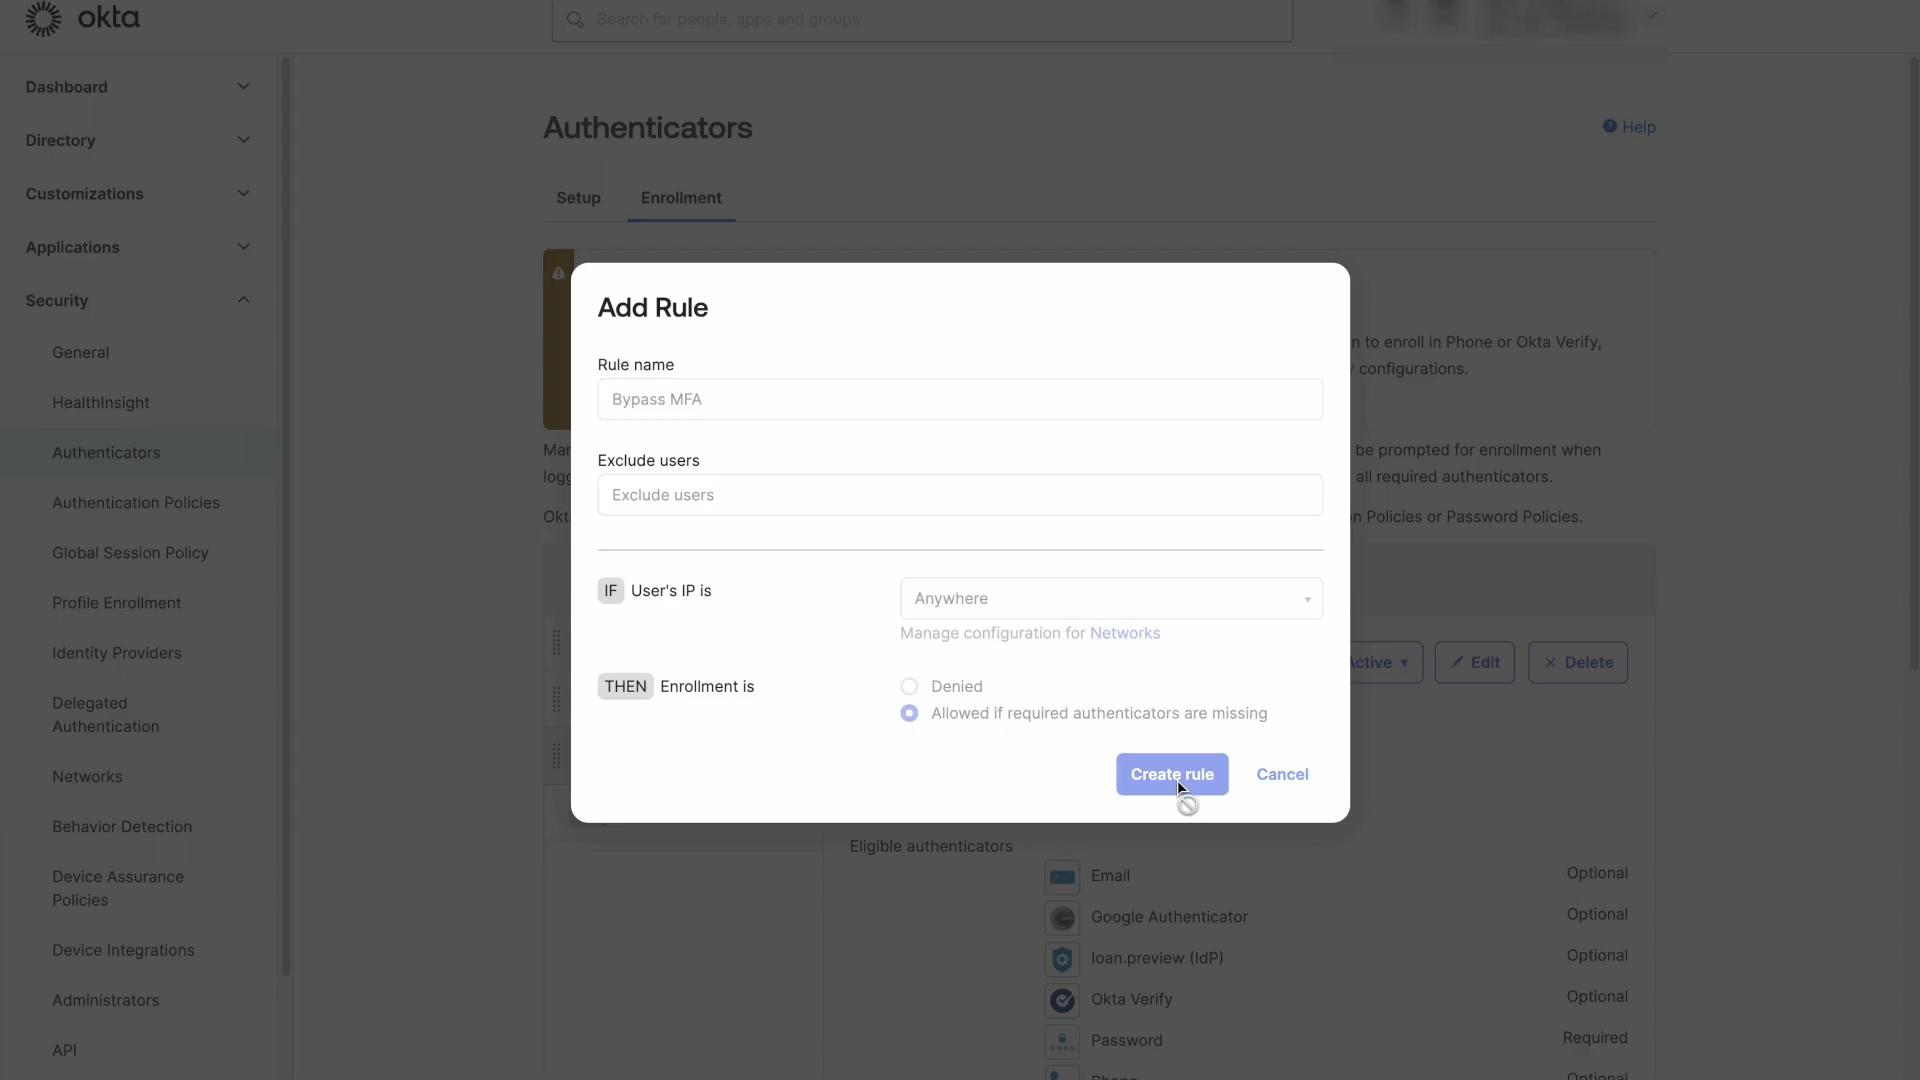 okta
Search for people, apps and groups
Dashboard
Directory
Customizations
Applications
Security
General
HealthInsight
Authenticators
Authentication Policies
Global Session Policy
Profile Enrollment
Identity Providers
Delegated
Authentication
Networks
Behavior Detection
Device Assurance
Policies
Device Integrations
Administrators
API
Authenticators
Help
Setup
Enrollment
n to enroll in Phone or Okta Verify,
configurations.
be prompted for enrollment when
all required authenticators.
n Policies or Password Policies.
Add Rule
Rule name
Bypass MFA
Exclude users
Exclude users
IF User's IP is
Anywhere
Manage configuration for Networks
THEN Enrollment is
Denied
Allowed if required authenticators are missing
Create rule
Cancel
Active
Edit
Delete
Eligible authenticators
Email Optional
Google Authenticator Optional
loan.preview (IdP) Optional
Okta Verify Optional
Password Required